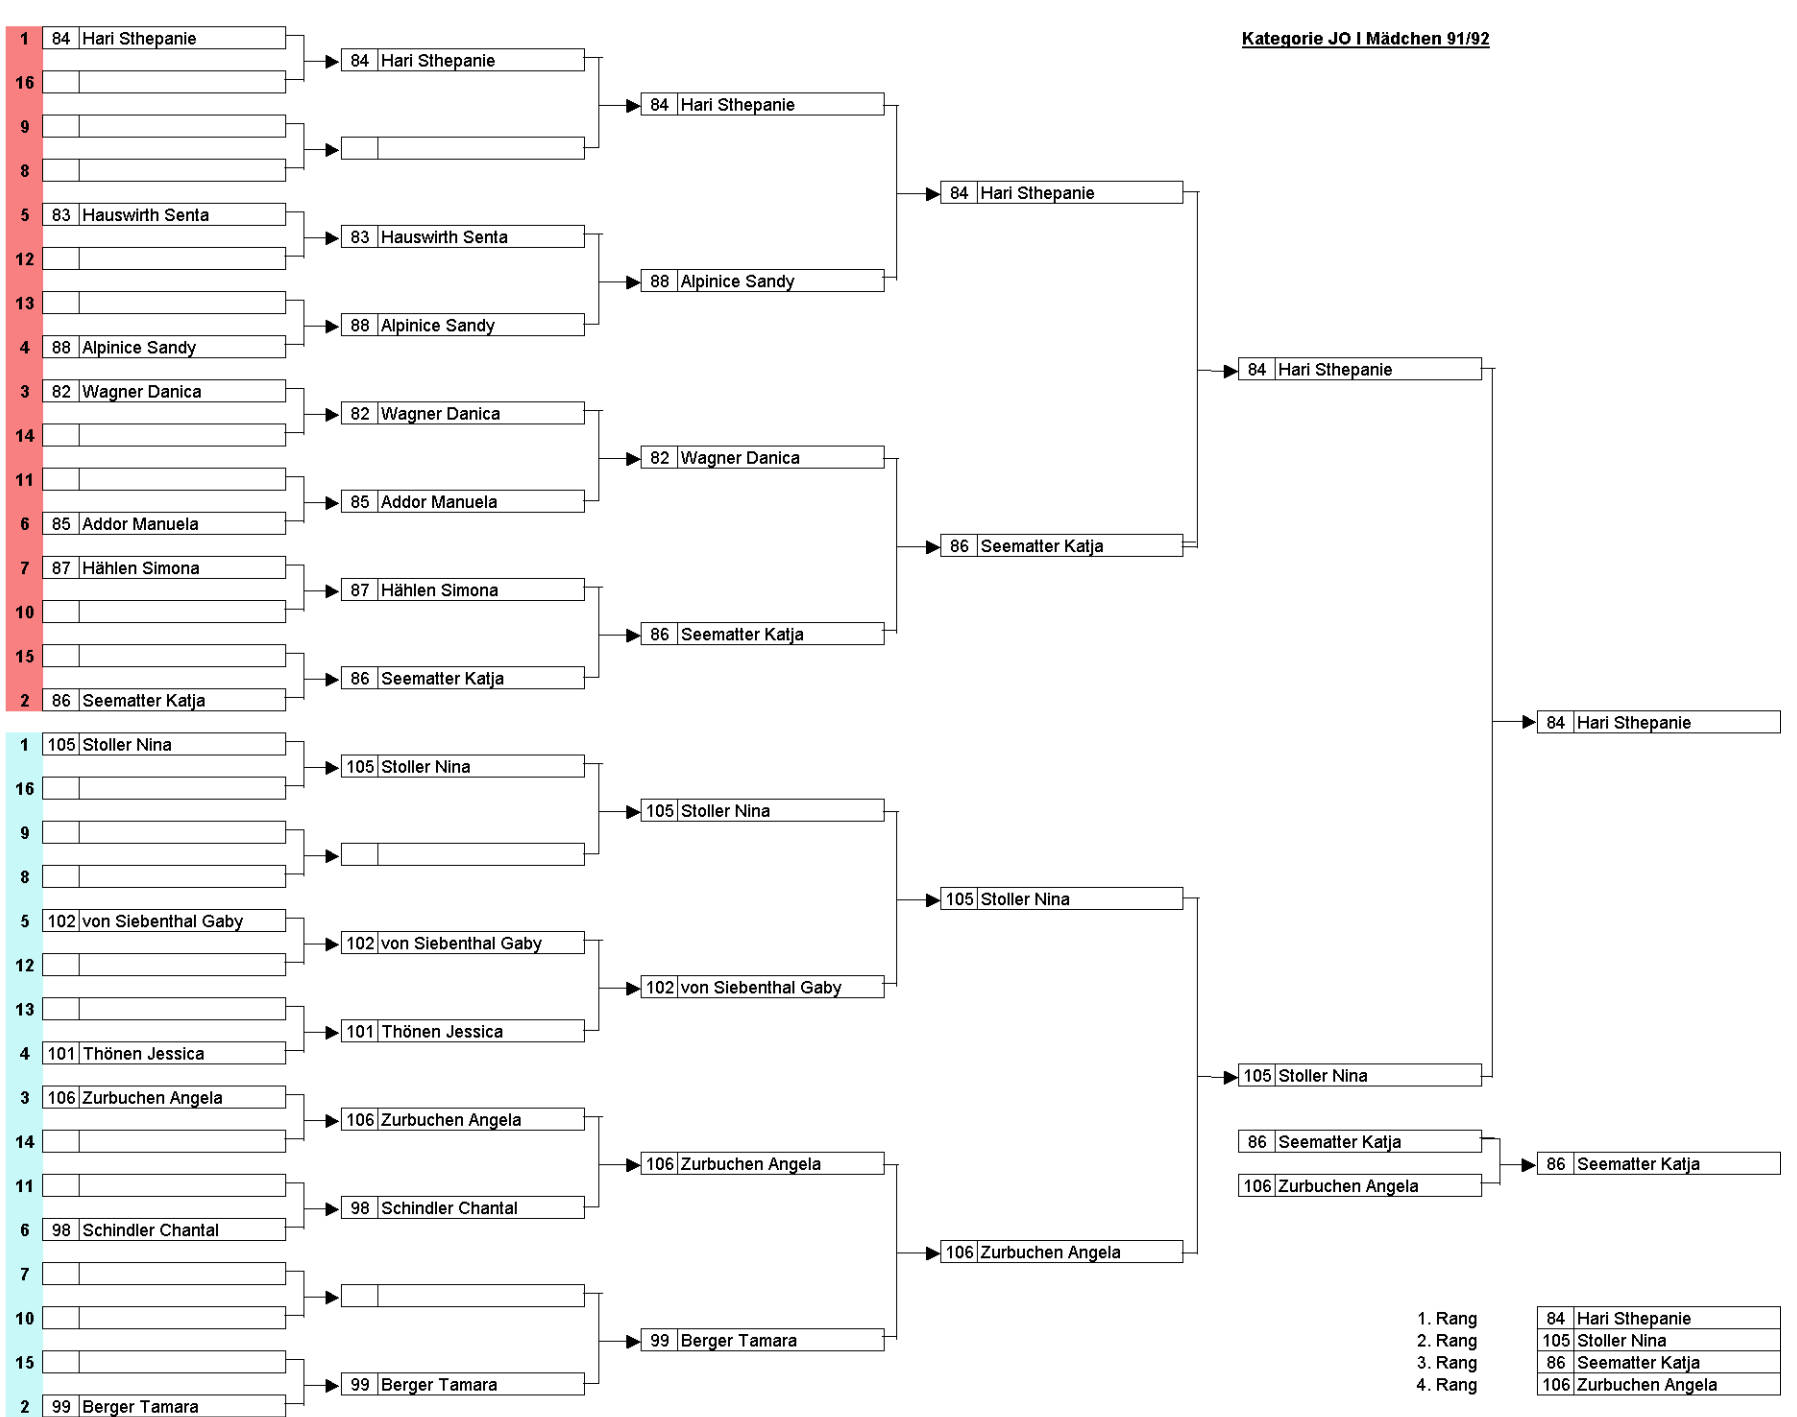 Kategorie JO I Mädchen 91/92
1 84 Hari Sthepanie
84 Hari Sthepanie
16
84 Hari Sthepanie
9
8
84 Hari Sthepanie
5 83 Hauswirth Senta
83 Hauswirth Senta
12
88 Alpinice Sandy
13
88 Alpinice Sandy
4 88 Alpinice Sandy
84 Hari Sthepanie
3 82 Wagner Danica
82 Wagner Danica
14
82 Wagner Danica
11
85 Addor Manuela
6 85 Addor Manuela
86 Seematter Katja
7 87 Hählen Simona
87 Hählen Simona
10
86 Seematter Katja
15
86 Seematter Katja
2 86 Seematter Katja
84 Hari Sthepanie
1 105 Stoller Nina
105 Stoller Nina
16
105 Stoller Nina
9
8
105 Stoller Nina
5 102 von Siebenthal Gaby
102 von Siebenthal Gaby
12
102 von Siebenthal Gaby
13
101 Thönen Jessica
4 101 Thönen Jessica
105 Stoller Nina
3 106 Zurbuchen Angela
106 Zurbuchen Angela
14
86 Seematter Katja
106 Zurbuchen Angela
86 Seematter Katja
11
106 Zurbuchen Angela
98 Schindler Chantal
6 98 Schindler Chantal
106 Zurbuchen Angela
7
10
99 Berger Tamara
15
99 Berger Tamara
2 99 Berger Tamara
1. Rang 84 Hari Sthepanie
2. Rang 105 Stoller Nina
3. Rang 86 Seematter Katja
4. Rang 106 Zurbuchen Angela